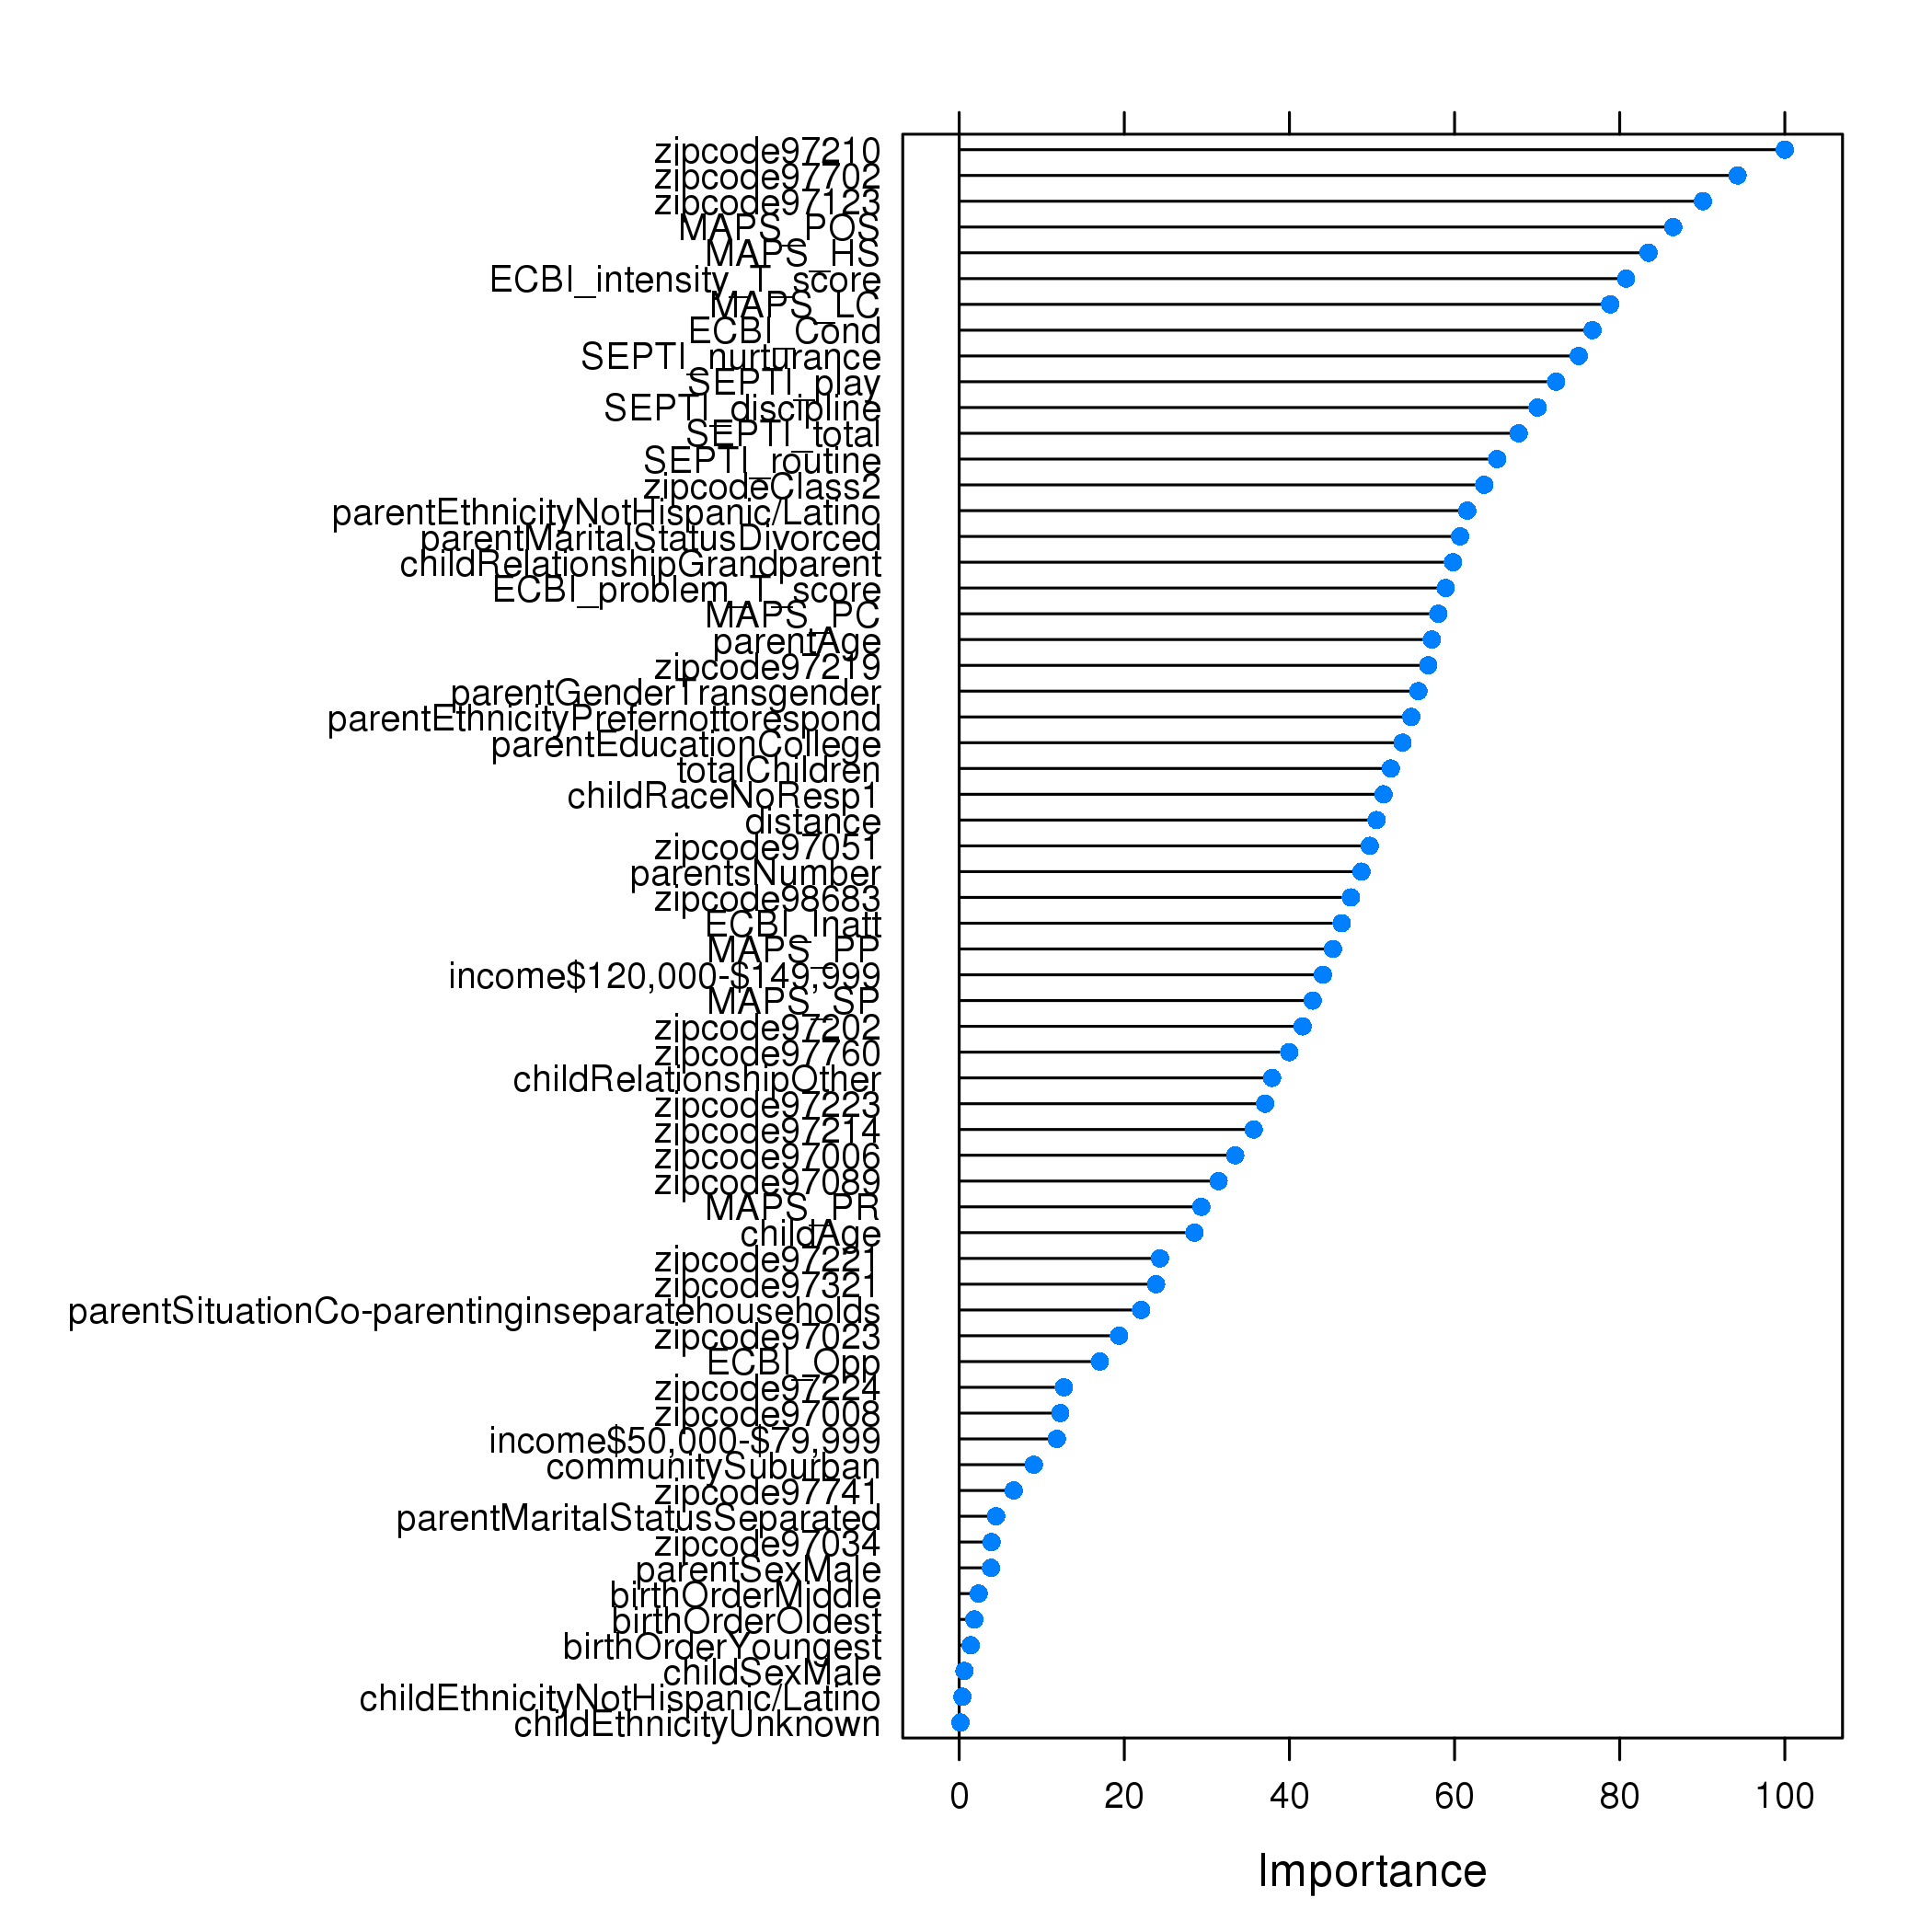 zipcode97210
zipcode97702
zipcode97123
MAPS_POS
MAPS_HS
ECBI_intensity_T_score
MAPS_LC
ECBI_Cond
SEPTI_nurturance
SEPTI_play
SEPTI_discipline
SEPTI_total
SEPTI_routine
zipcodeClass2
parentEthnicityNotHispanic/Latino
parentMaritalStatusDivorced
childRelationshipGrandparent
ECBI_problem_T_score
MAPS_PC
parentAge
zipcode97219
parentGenderTransgender
parentEthnicityPrefernottorespond
parentEducationCollege
totalChildren
childRaceNoResp1
distance
zipcode97051
parentsNumber
zipcode98683
ECBI_Inatt
MAPS_PP
income$120,000-$149,999
MAPS_SP
zipcode97202
zipcode97760
childRelationshipOther
zipcode97223
zipcode97214
zipcode97006
zipcode97089
MAPS_PR
childAge
zipcode97221
zipcode97321
parentSituationCo-parentinginseparatehouseholds
zipcode97023
ECBI_Opp
zipcode97224
zipcode97008
income$50,000-$79,999
communitySuburban
zipcode97741
parentMaritalStatusSeparated
zipcode97034
parentSexMale
birthOrderMiddle
birthOrderOldest
birthOrderYoungest
childSexMale
childEthnicityNotHispanic/Latino
childEthnicityUnknown
0 20 40 60 80 100
Importance